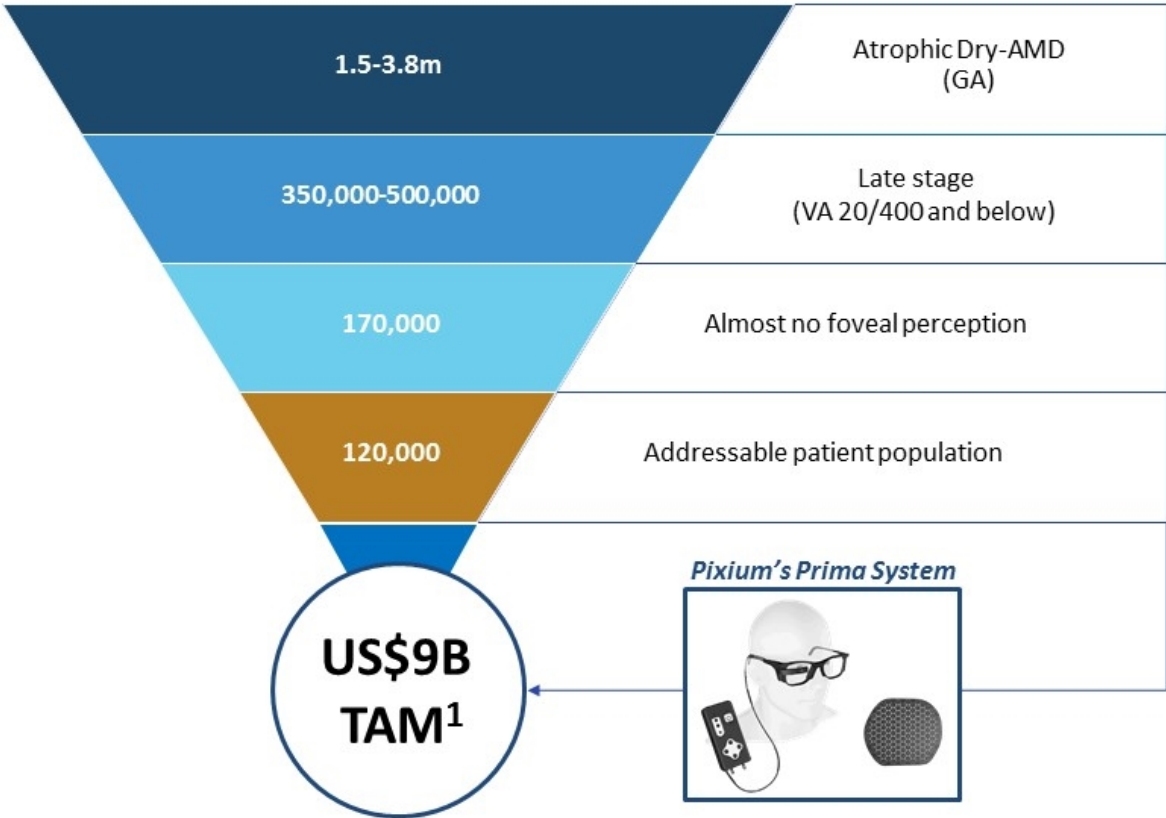 1.5-3.8m
Atrophic Dry-AMD
(GA)
350,000-500,000
Late stage
(VA 20/400 and below)
170,000
Almost no foveal perception
120,000
Addressable patient population
Pixium’s Prima System
US$9B
TAM¹